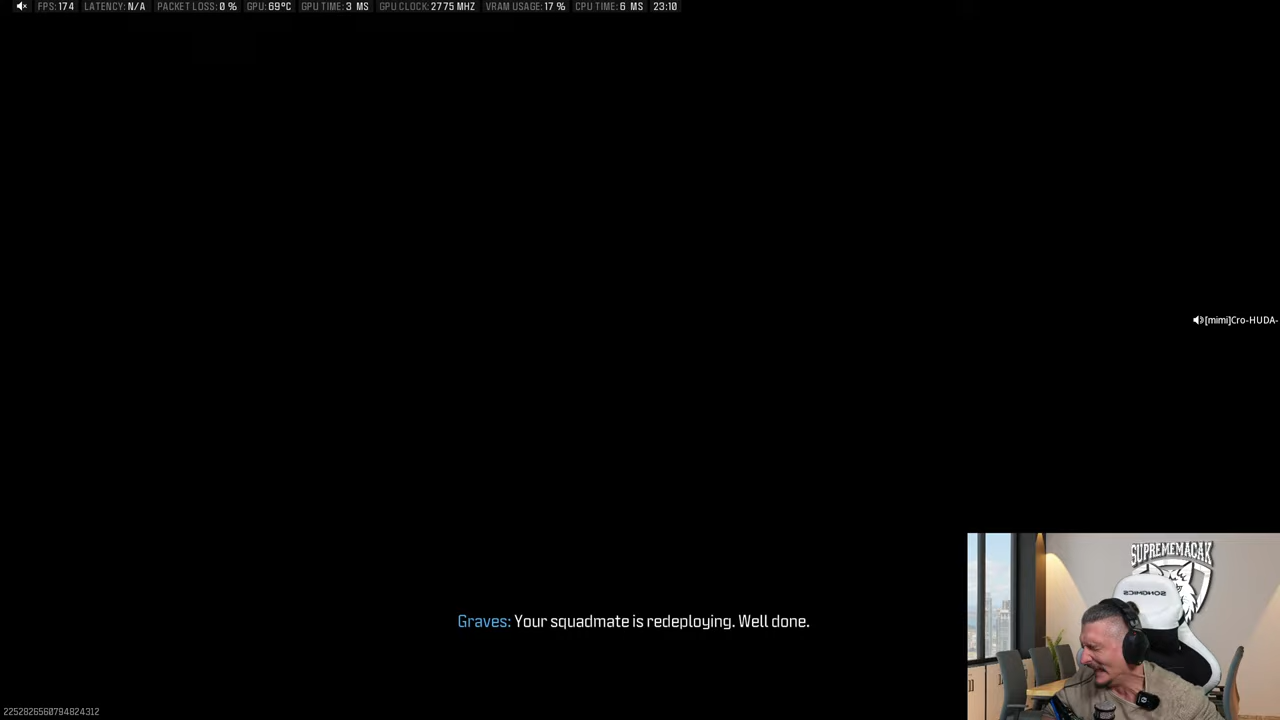 FPS: 174 LATENCY: N/A PACKET LOSS: 0 % GPU: 69°C GPU TIME: 3 MS GPU CLOCK: 2775 MHZ VRAM USAGE: 17 % CPU TIME: 6 MS 23:10
[mimi]Cro-HUDA-
SUPREMEMACAK
SONGMICS
Graves: Your squadmate is redeploying. Well done.
2252826560794824312